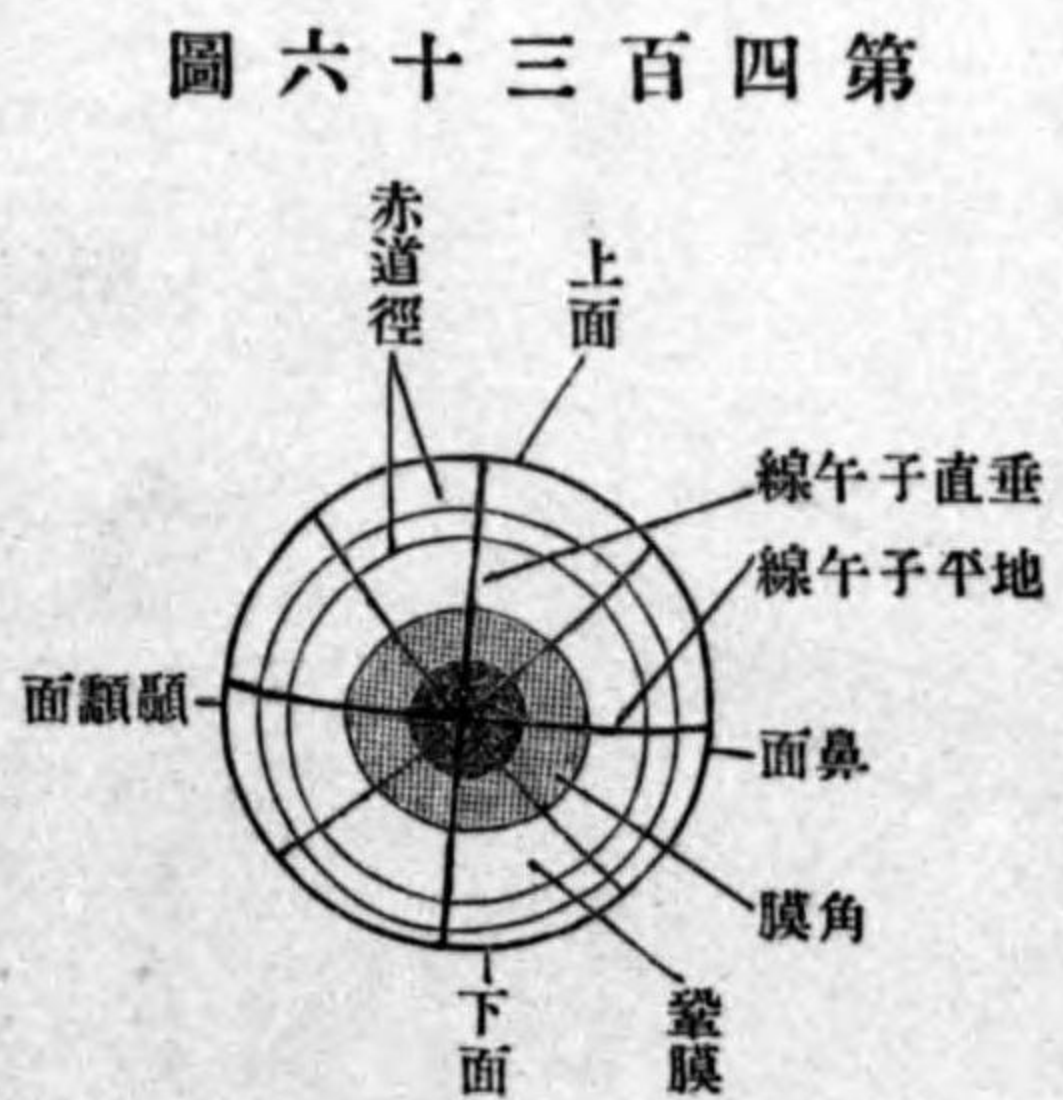 第四百三十六圖
赤道徑
上面
垂直子午線
地平子午線
顳顬面
鼻面
角膜
鞏膜
下面